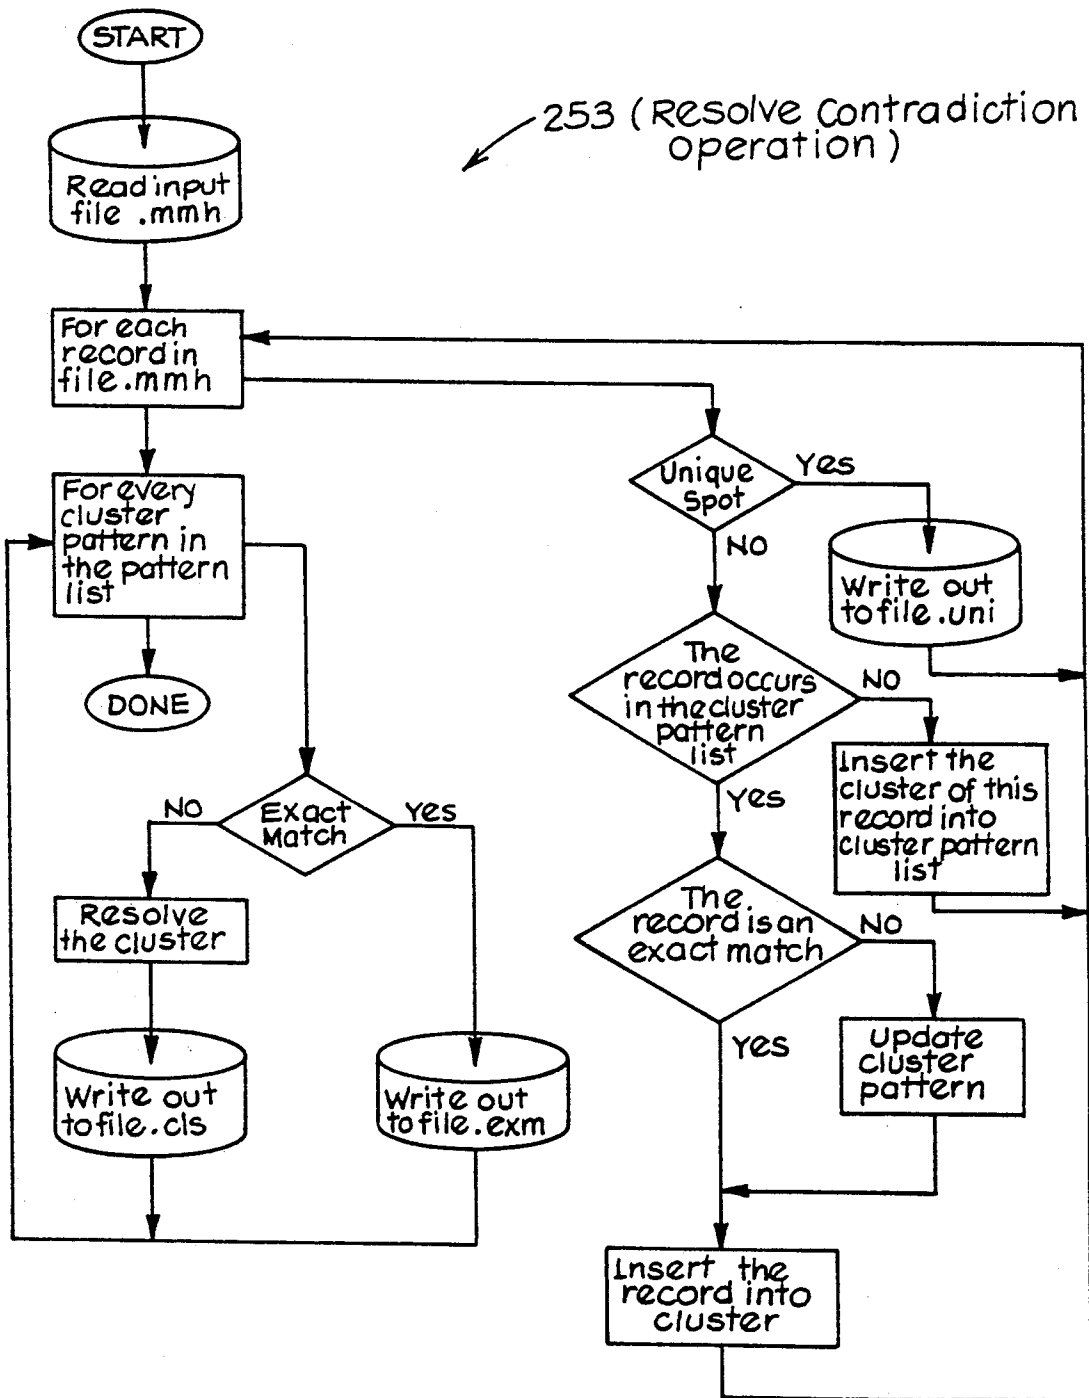 START
253 (Resolve Contradiction
operation)
Read input
file .mmh
For each
record in
file.mmh
For every
cluster
pattern in
the pattern
list
DONE
Exact
Match
NO
Yes
Resolve
the cluster
Write out
to file.cls
Write out
to file.exm
Unique
Spot
Yes
NO
Write out
to file.uni
The
record occurs
in the cluster
pattern
list
NO
Yes
Insert the
cluster of this
record into
cluster pattern
list
The
record is an
exact match
NO
Yes
Update
cluster
pattern
Insert the
record into
cluster